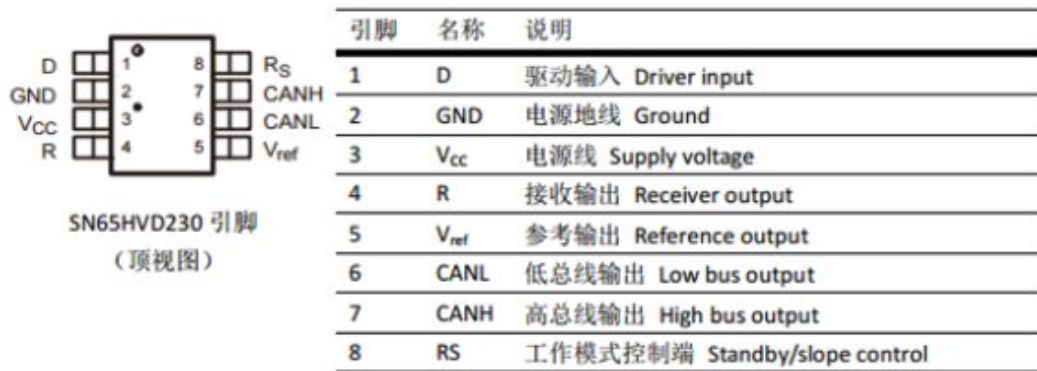 D 1 8 RS
GND 2 7 CANH
VCC 3 6 CANL
R 4 5 Vref
SN65HVD230 引脚
（顶视图）
引脚 名称 说明
1 D 驱动输入 Driver input
2 GND 电源地线 Ground
3 Vcc 电源线 Supply voltage
4 R 接收输出 Receiver output
5 Vref 参考输出 Reference output
6 CANL 低总线输出 Low bus output
7 CANH 高总线输出 High bus output
8 RS 工作模式控制端 Standby/slope control